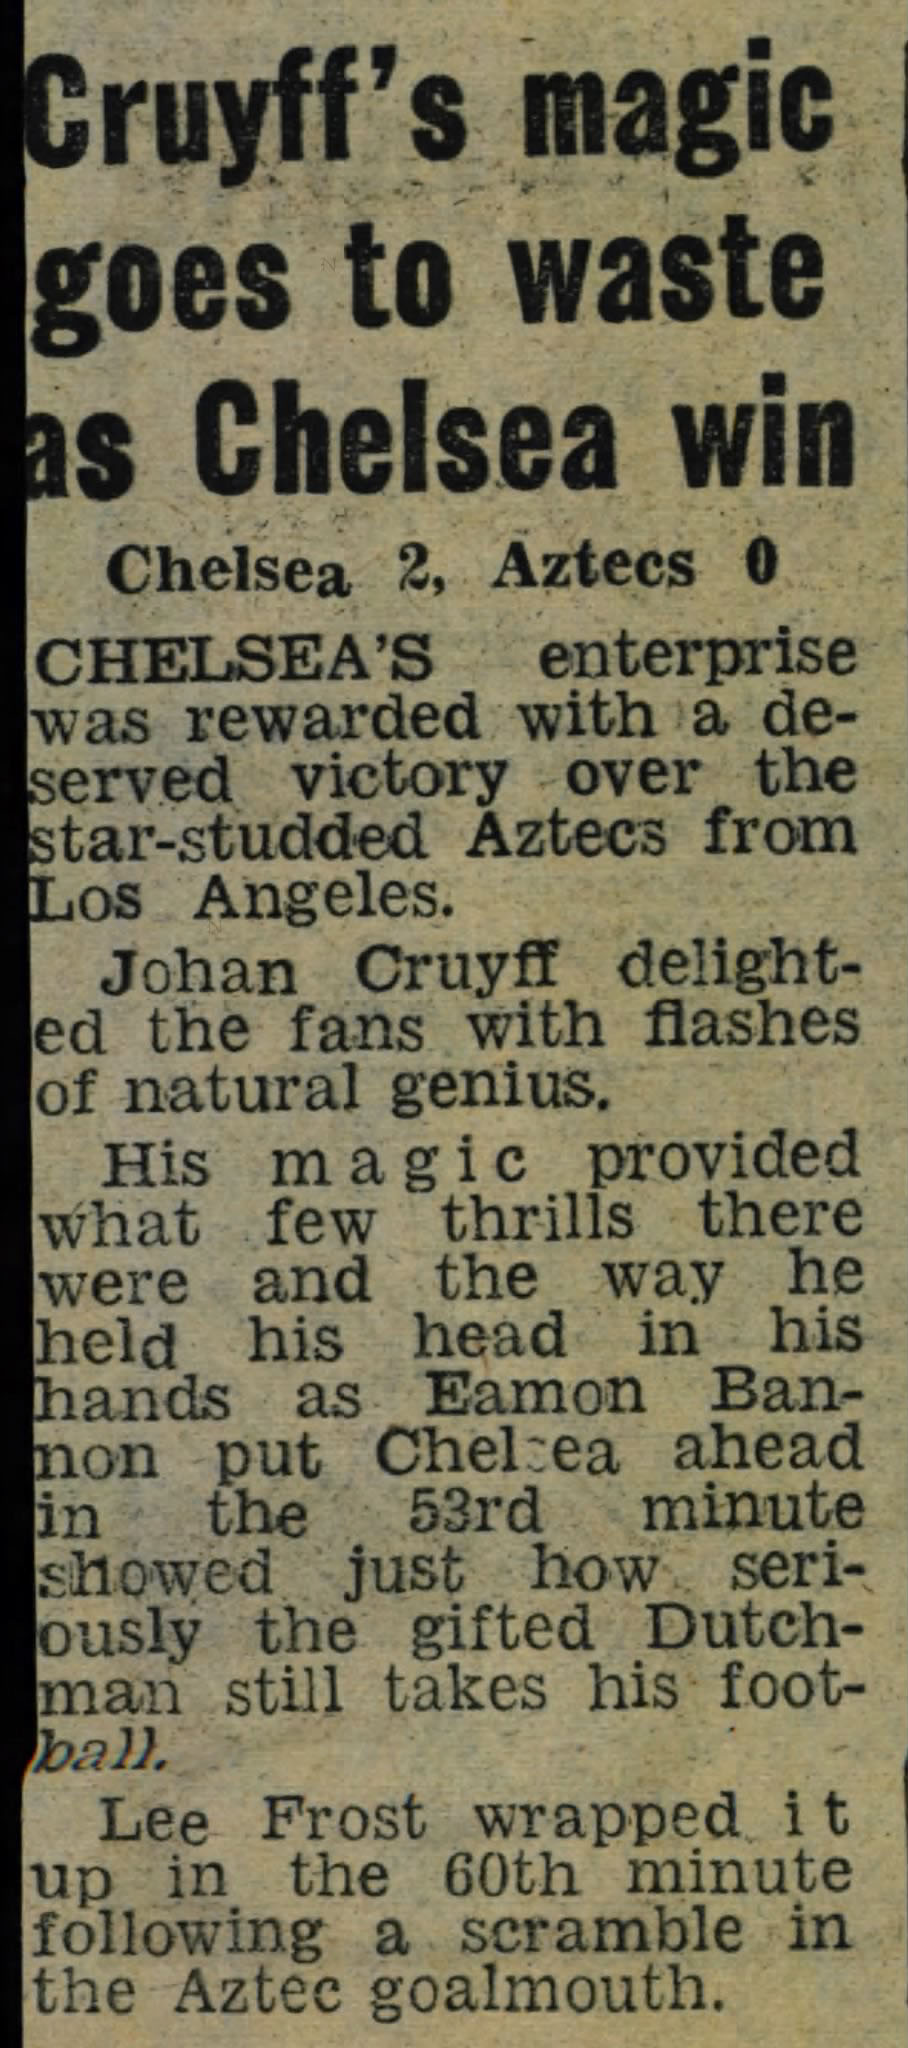 Cruyff's magic
goes to waste
as Chelsea win
Chelsea 2, Aztecs 0
CHELSEA'S enterprise
was rewarded with a de-
served victory over the
star-studded Aztecs from
Los Angeles.
Johan Cruyff delight-
ed the fans with flashes
of natural genius.
His magic provided
what few thrills there
were and the way he
held his head in his
hands as Eamon Ban-
non put Chelsea ahead
in the 53rd minute
showed just how seri-
ously the gifted Dutch-
man still takes his foot-
ball.
Lee Frost wrapped it
up in the 60th minute
following a scramble in
the Aztec goalmouth.